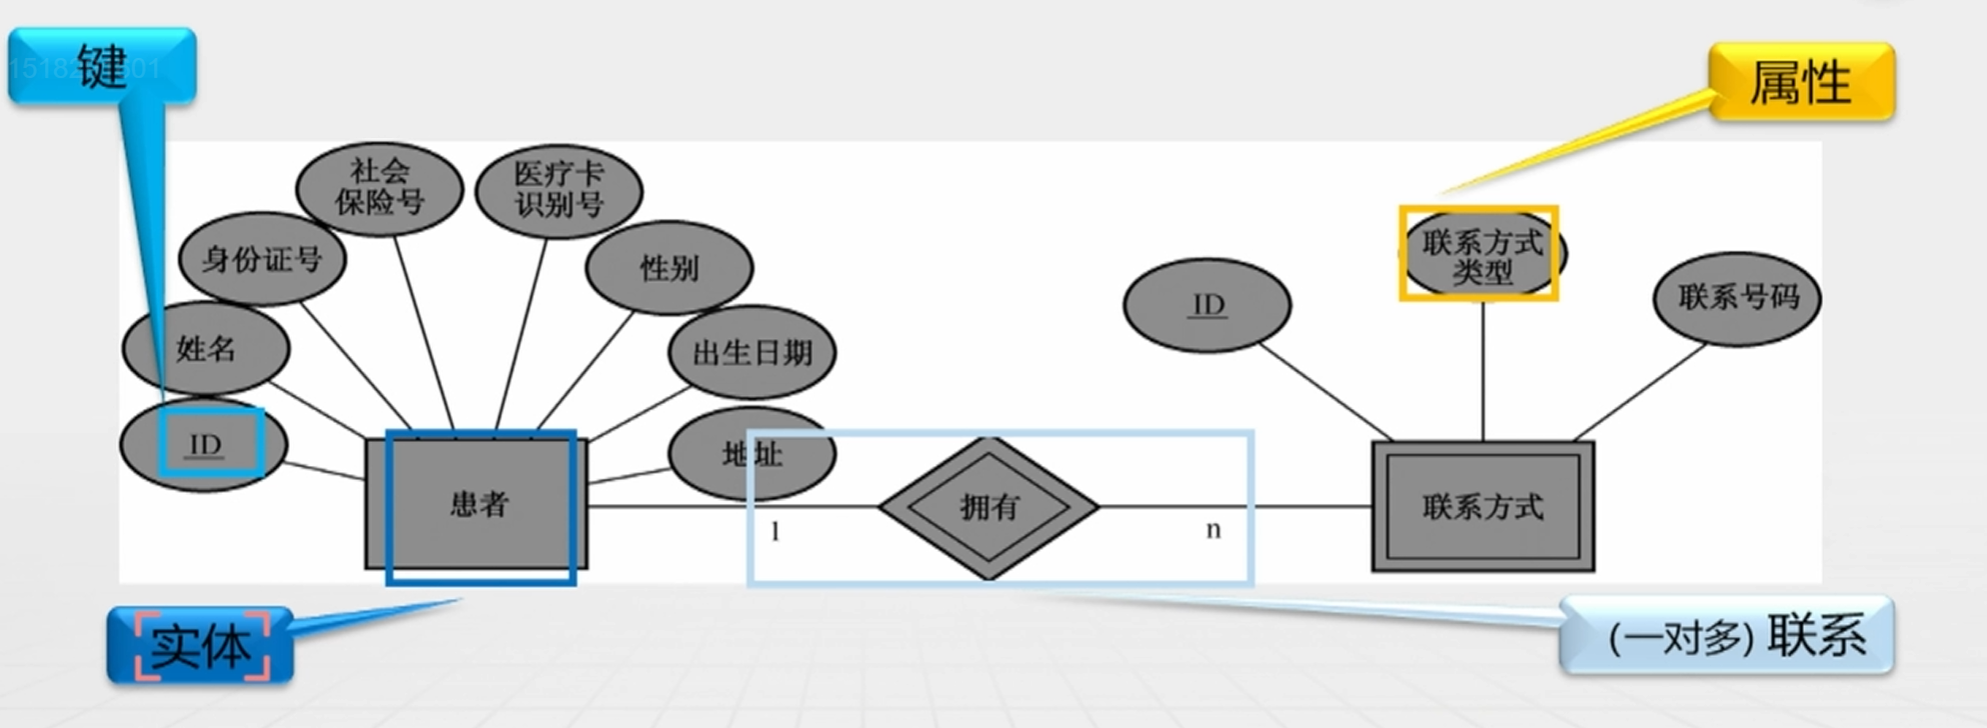 键
属性
社会
保险号
医疗卡
识别号
身份证号
性别
姓名
出生日期
ID
地址
患者
1
拥有
n
ID
联系方式
类型
联系号码
联系方式
实体
(一对多) 联系